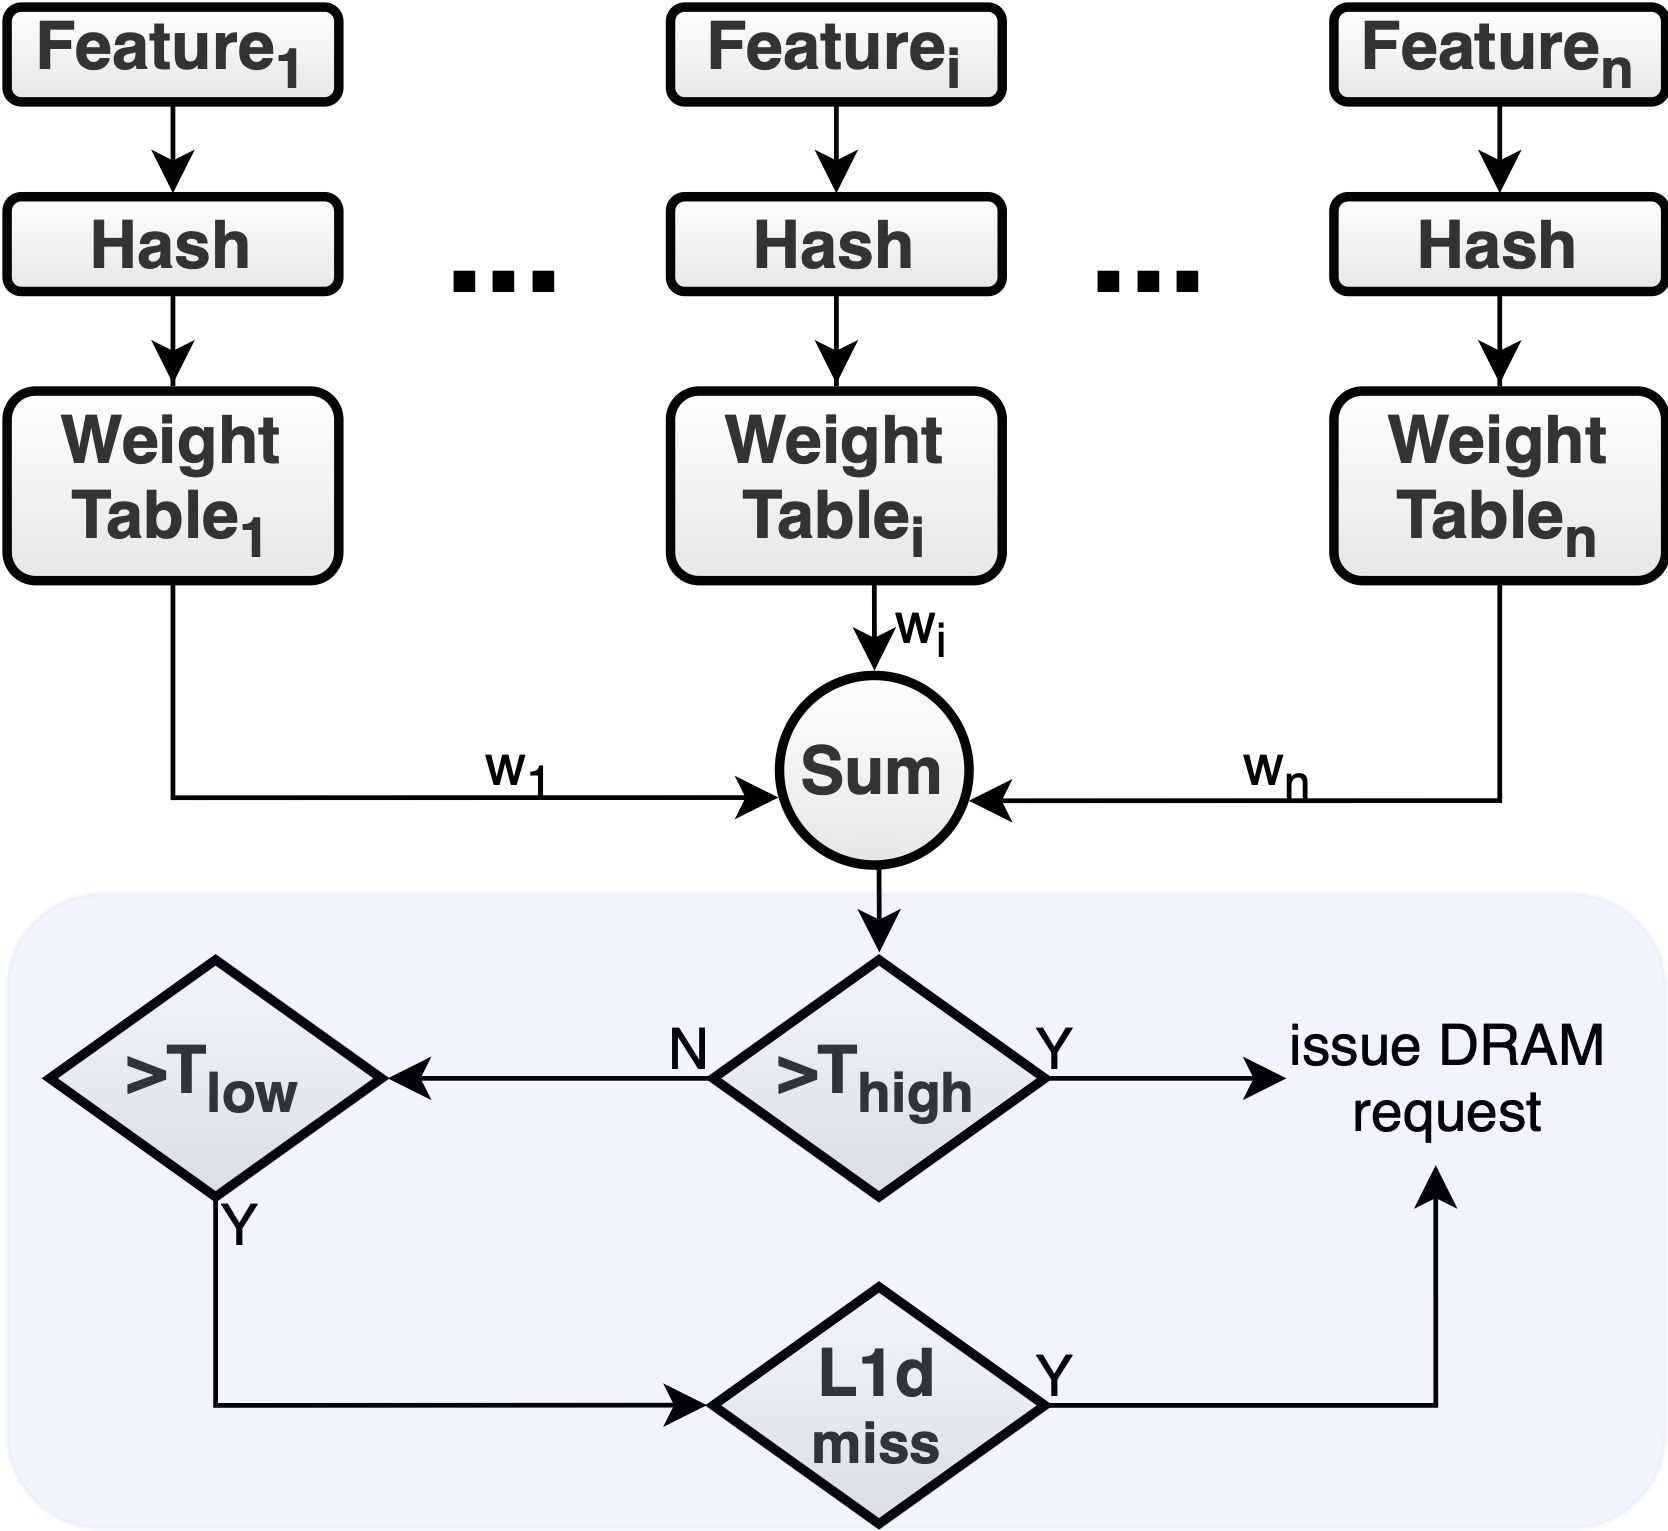 Feature₁
Featureᵢ
Featureₙ
Hash
...
Hash
...
Hash
Weight
Table₁
Weight
Tableᵢ
Weight
Tableₙ
wᵢ
w₁
Sum
wₙ
>Tlow
N
>Thigh
Y
issue DRAM
request
Y
L1d
miss
Y